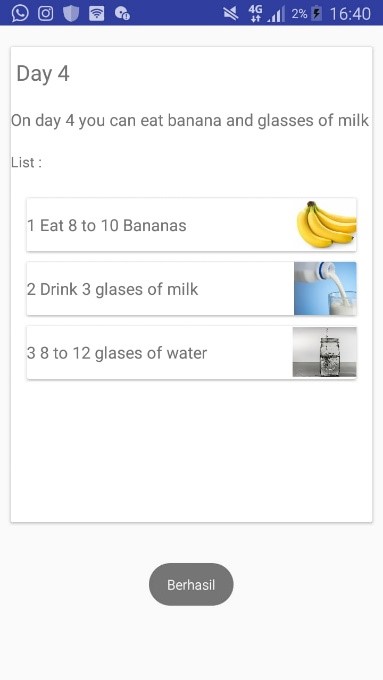 4G 2% 16:40
Day 4
On day 4 you can eat banana and glasses of milk
List :
1 Eat 8 to 10 Bananas
2 Drink 3 glases of milk
3 8 to 12 glases of water
Berhasil